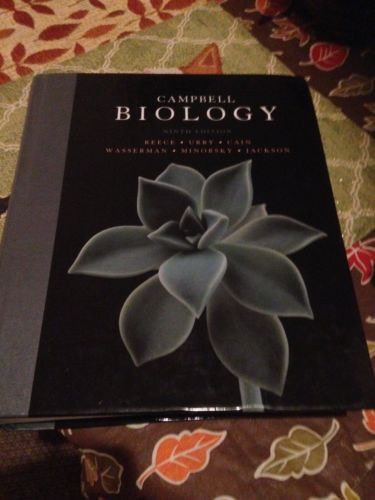 CAMPBELL
BIOLOGY
NINTH EDITION
REECE • URRY • CAIN
WASSERMAN • MINORSKY • JACKSON